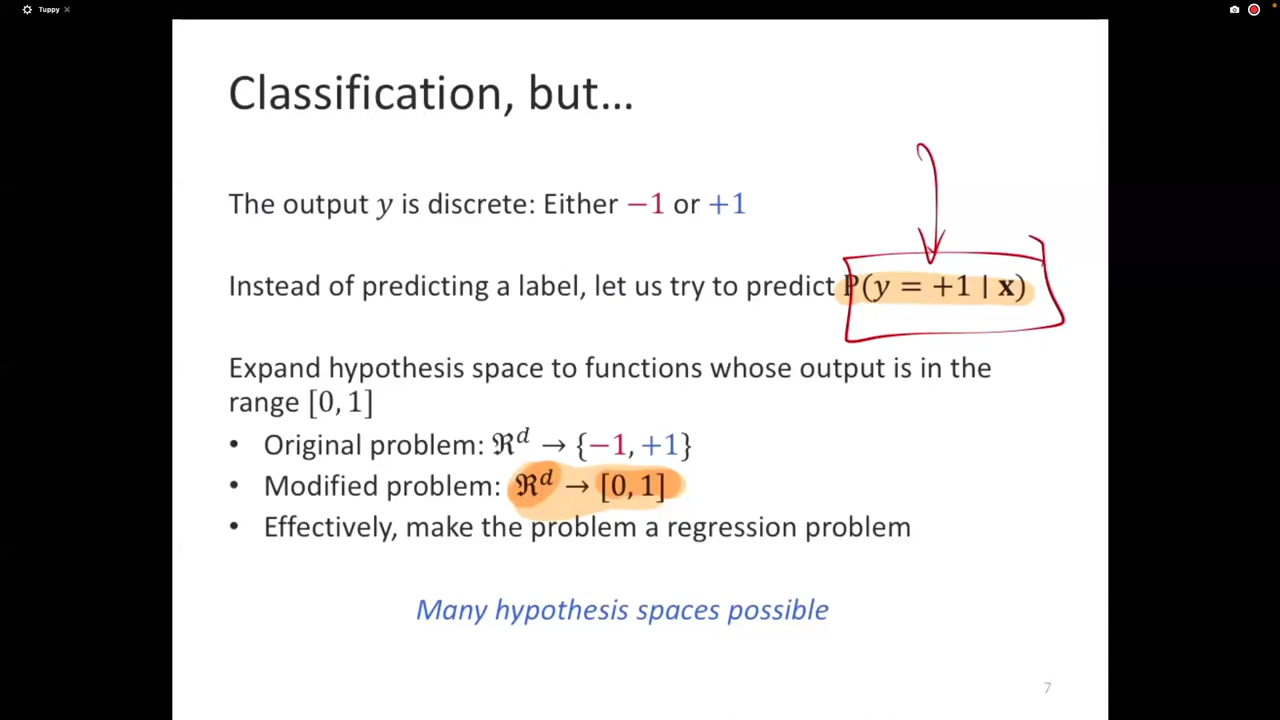 Tuppy
Classification, but...
The output y is discrete: Either −1 or +1
Instead of predicting a label, let us try to predict P(y = +1 | x)
Expand hypothesis space to functions whose output is in the
range [0, 1]
• Original problem: ℜᵈ → {−1, +1}
• Modified problem: ℜᵈ → [0, 1]
• Effectively, make the problem a regression problem
Many hypothesis spaces possible
7